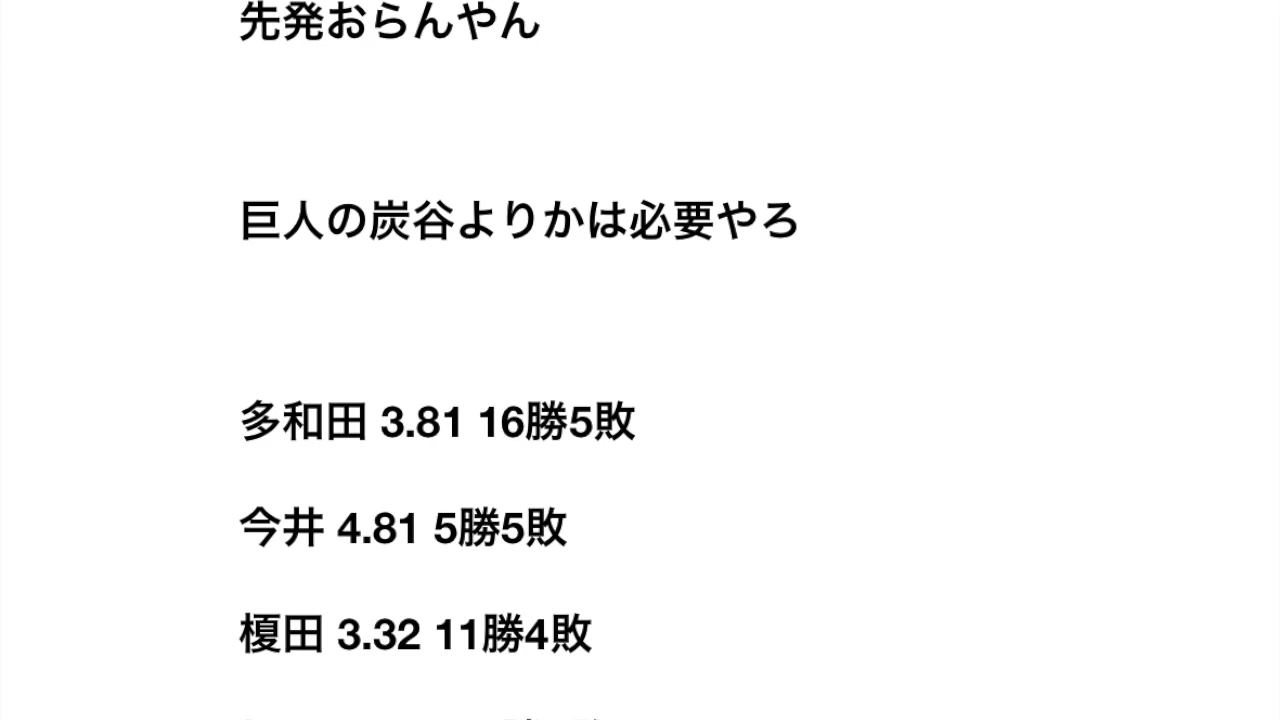 先発おらんやん
巨人の炭谷よりかは必要やろ
多和田 3.81 16勝5敗
今井 4.81 5勝5敗
榎田 3.32 11勝4敗